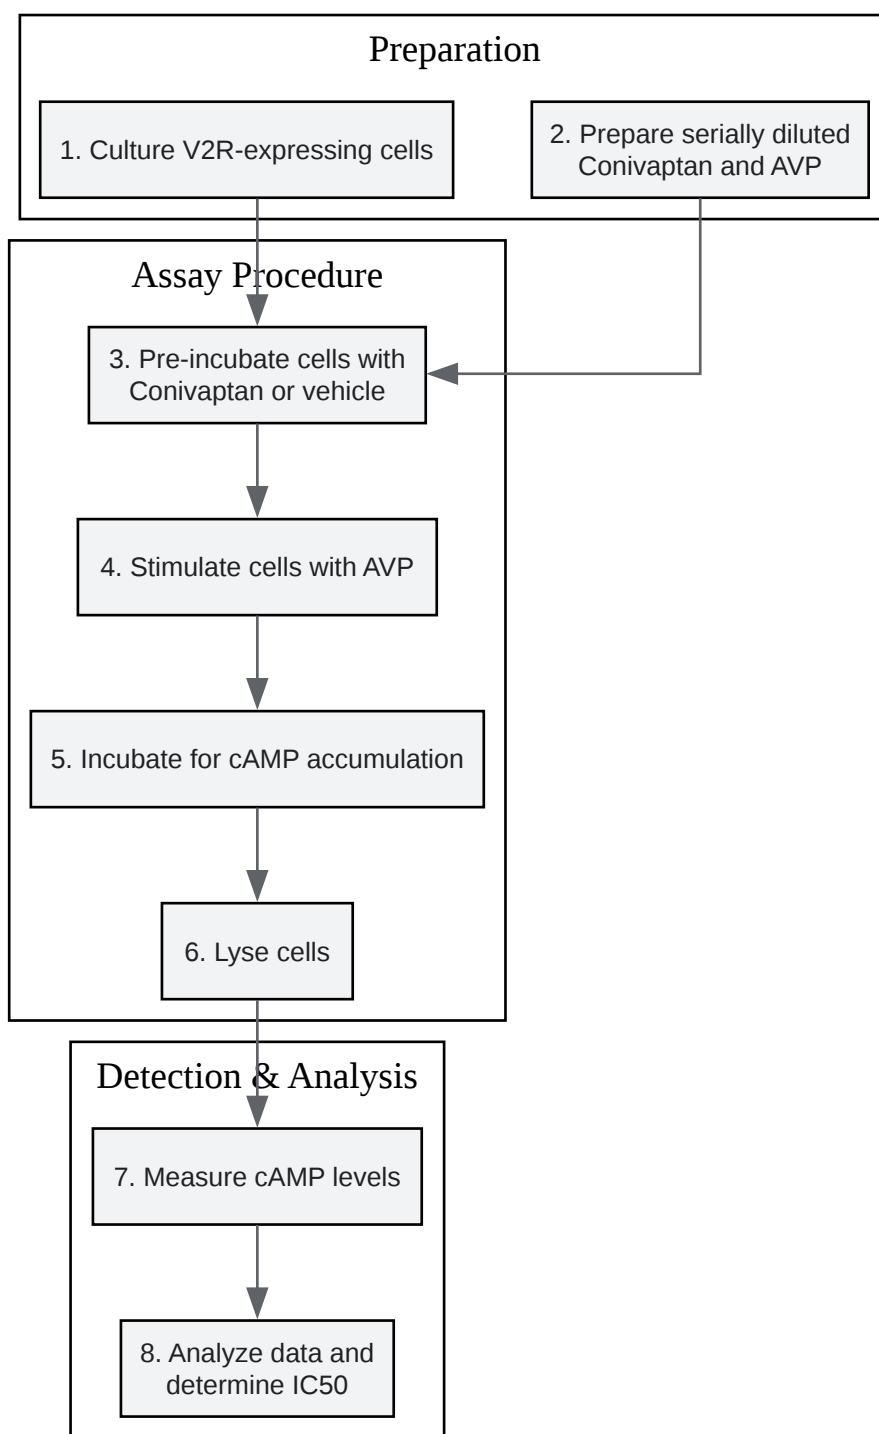 Preparation
1. Culture V2R-expressing cells
2. Prepare serially diluted
Conivaptan and AVP
Assay Procedure
3. Pre-incubate cells with
Conivaptan or vehicle
4. Stimulate cells with AVP
5. Incubate for cAMP accumulation
6. Lyse cells
Detection & Analysis
7. Measure cAMP levels
8. Analyze data and
determine IC50